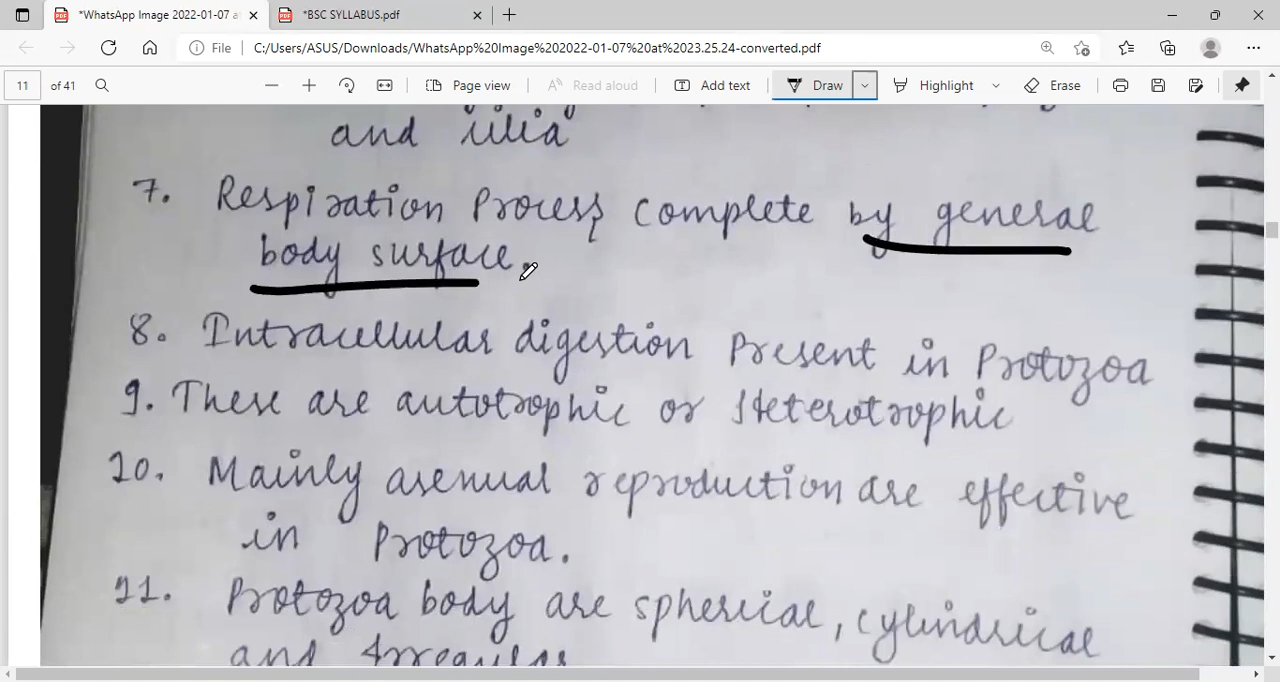 *WhatsApp Image 2022-01-07 a
*BSC SYLLABUS.pdf
File
C:/Users/ASUS/Downloads/WhatsApp%20Image%202022-01-07%20at%2023.25.24-converted.pdf
11 of 41
Page view
Read aloud
Add text
Draw
Highlight
Erase
and cilia
7. Respiration Process complete by general
body surface.
8. Intracellular digestion Present in Protozoa
9. These are autotrophic or Heterotrophic
10. Mainly asexual reproduction are effective
in Protozoa.
11. Protozoa body are spherical, cylindrical
and Irregular